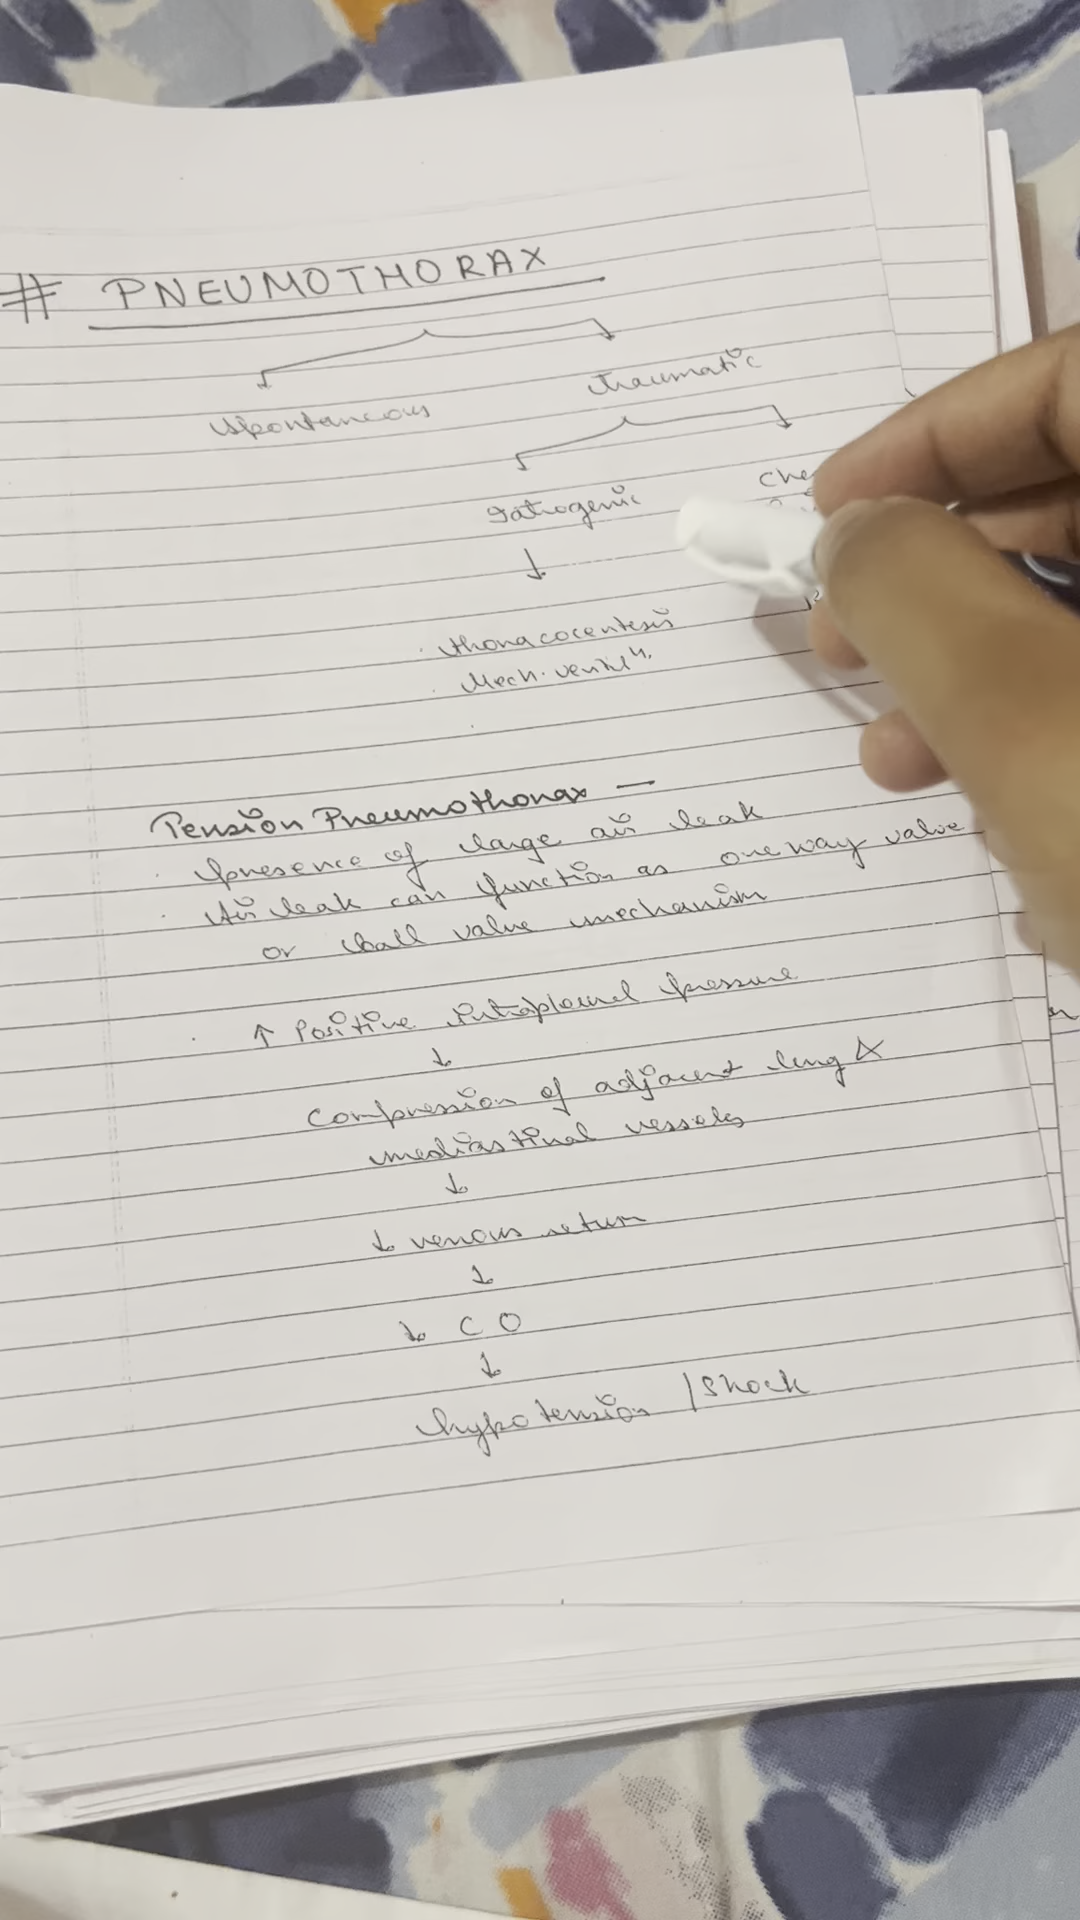 # PNEUMOTHORAX
Spontaneous
traumatic
Iatrogenic
Che
↓
· thoracocentesis
· Mech. ventilⁿ.
Tension Pneumothorax —
· presence of large air leak
· Air leak can function as one way valve
or ball valve mechanism
· ↑ Positive intrapleural pressure
↓
compression of adjacent lung &
mediastinal vessels
↓
↓ venous return
↓
↓ CO
↓
hypotension / Shock